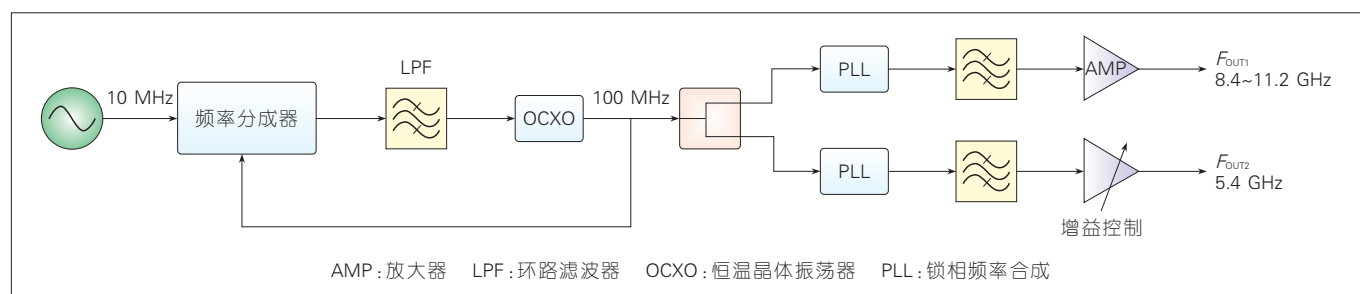 10 MHz
频率分成器
LPF
OCXO
100 MHz
PLL
AMP
FOUT1
8.4~11.2 GHz
PLL
FOUT2
5.4 GHz
增益控制
AMP:放大器 LPF:环路滤波器 OCXO:恒温晶体振荡器 PLL:锁相频率合成